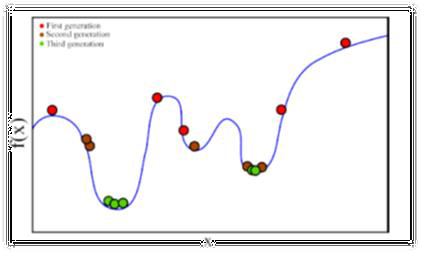 First generation
Second generation
Third generation
f(x)
x